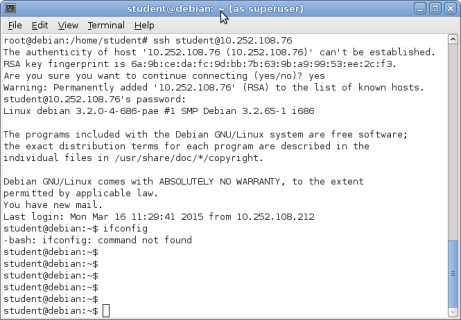 student@debian: ~ (as superuser)
File Edit View Terminal Help
root@debian:/home/student# ssh student@10.252.108.76
The authenticity of host '10.252.108.76 (10.252.108.76)' can't be established.
RSA key fingerprint is 6a:9b:ce:da:fc:9d:bb:7b:63:9b:a9:99:53:ee:2c:f3.
Are you sure you want to continue connecting (yes/no)? yes
Warning: Permanently added '10.252.108.76' (RSA) to the list of known hosts.
student@10.252.108.76's password:
Linux debian 3.2.0-4-686-pae #1 SMP Debian 3.2.65-1 i686
The programs included with the Debian GNU/Linux system are free software;
the exact distribution terms for each program are described in the
individual files in /usr/share/doc/*/copyright.
Debian GNU/Linux comes with ABSOLUTELY NO WARRANTY, to the extent
permitted by applicable law.
You have new mail.
Last login: Mon Mar 16 11:29:41 2015 from 10.252.108.212
student@debian:~$ ifconfig
-bash: ifconfig: command not found
student@debian:~$
student@debian:~$
student@debian:~$
student@debian:~$
student@debian:~$
student@debian:~$